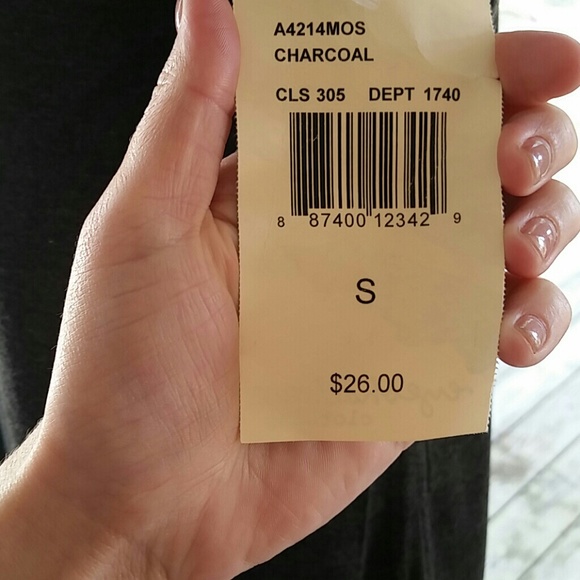 A4214MOS
CHARCOAL
CLS 305 DEPT 1740
8 87400 12342 9
S
$26.00